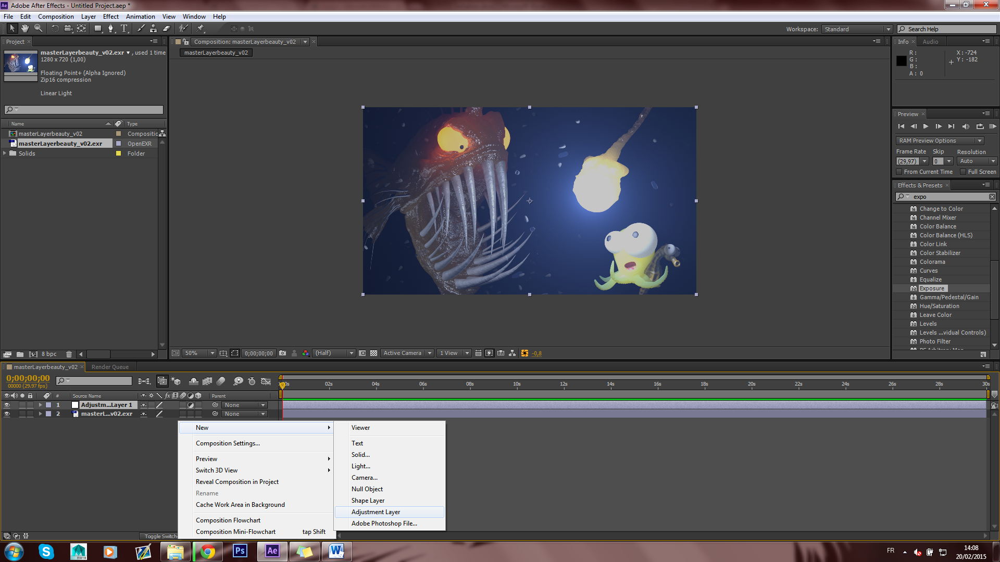 Adobe After Effects - Untitled Project.aep *
File Edit Composition Layer Effect Animation View Window Help
Workspace: Standard Search Help
Project
masterLayerbeauty_v02.exr , used 1 time
1280 x 720 (1,00)
Floating Point+ (Alpha Ignored)
Zip16 compression
Linear Light
Name Type
masterLayerbeauty_v02 Compositic
masterLayerbeauty_v02.exr OpenEXR
Solids Folder
8 bpc
Composition: masterLayerbeauty_v02
masterLayerbeauty_v02
50% 0;00;00;00 (Half) Active Camera 1 View -0,8
Info Audio
R :
G :
B :
A : 0
X : -724
Y : -182
Preview
RAM Preview Options
Frame Rate Skip Resolution
(29,97) 0 Auto
From Current Time Full Screen
Effects & Presets
expo
Change to Color
Channel Mixer
Color Balance
Color Balance (HLS)
Color Link
Color Stabilizer
Colorama
Curves
Equalize
Exposure
Gamma/Pedestal/Gain
Hue/Saturation
Leave Color
Levels
Levels ...vidual Controls)
Photo Filter
masterLayerbeauty_v02 Render Queue
0;00;00;00
00000 (29.97 fps)
02s 04s 06s 08s 10s 12s 14s 16s 18s 20s 22s 24s 26s 28s 30s
# Source Name fx Parent
1 Adjustm...Layer 1 None
2 masterL...v02.exr None
New
Composition Settings...
Preview
Switch 3D View
Reveal Composition in Project
Rename
Cache Work Area in Background
Composition Flowchart
Composition Mini-Flowchart tap Shift
Viewer
Text
Solid...
Light...
Camera...
Null Object
Shape Layer
Adjustment Layer
Adobe Photoshop File...
Toggle Switch
MAYA
Ps
Ae
W
FR
14:08
20/02/2015